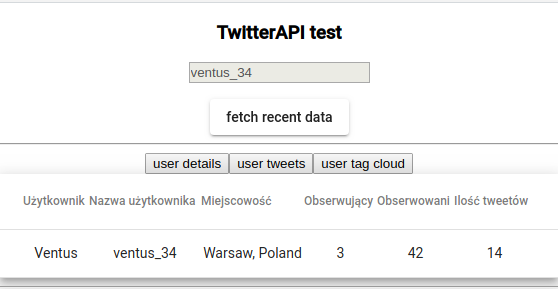 TwitterAPI test
ventus_34
fetch recent data
user details user tweets user tag cloud
Użytkownik Nazwa użytkownika Miejscowość Obserwujący Obserwowani Ilość tweetów
Ventus ventus_34 Warsaw, Poland 3 42 14